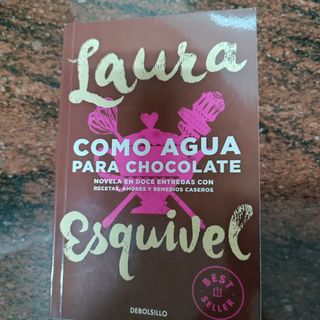 Laura
COMO AGUA
PARA CHOCOLATE
NOVELA EN DOCE ENTREGAS CON
RECETAS, AMORES Y REMEDIOS CASEROS
Esquivel
BEST
SELLER
DEBOLSILLO